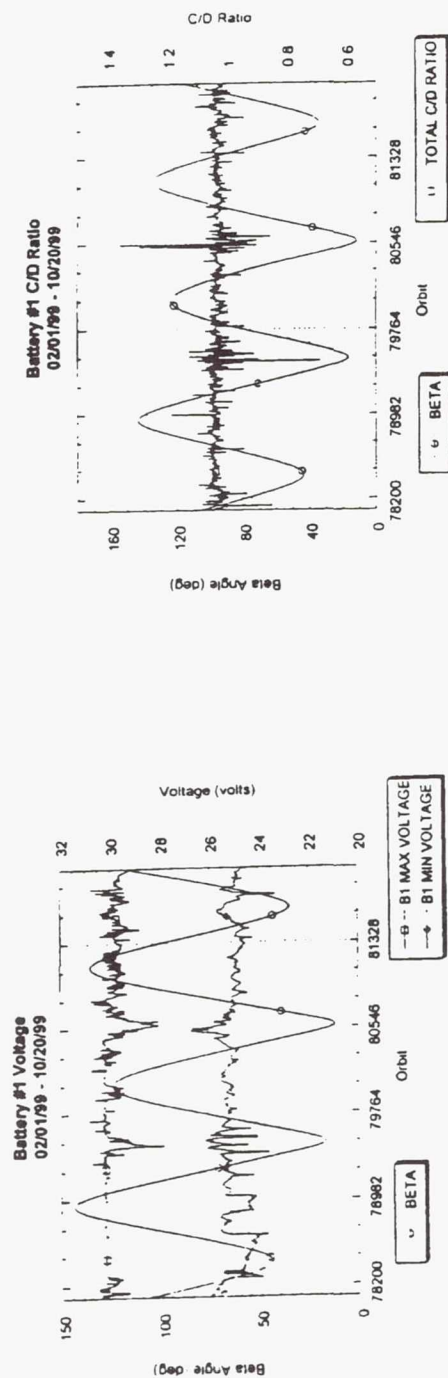 Battery #1 Voltage
02/01/99 - 10/20/99
Beta Angle deg)
150
100
50
0
Voltage (volts)
32
30
28
26
24
22
20
78200
78982
79764
80546
81328
Orbit
BETA
B1 MAX VOLTAGE
B1 MIN VOLTAGE
Battery #1 C/D Ratio
02/01/99 - 10/20/99
Beta Angle (deg)
160
120
80
40
0
C/D Ratio
1.4
1.2
1
0.8
0.6
78200
78982
79764
80546
81328
Orbit
BETA
TOTAL C/D RATIO